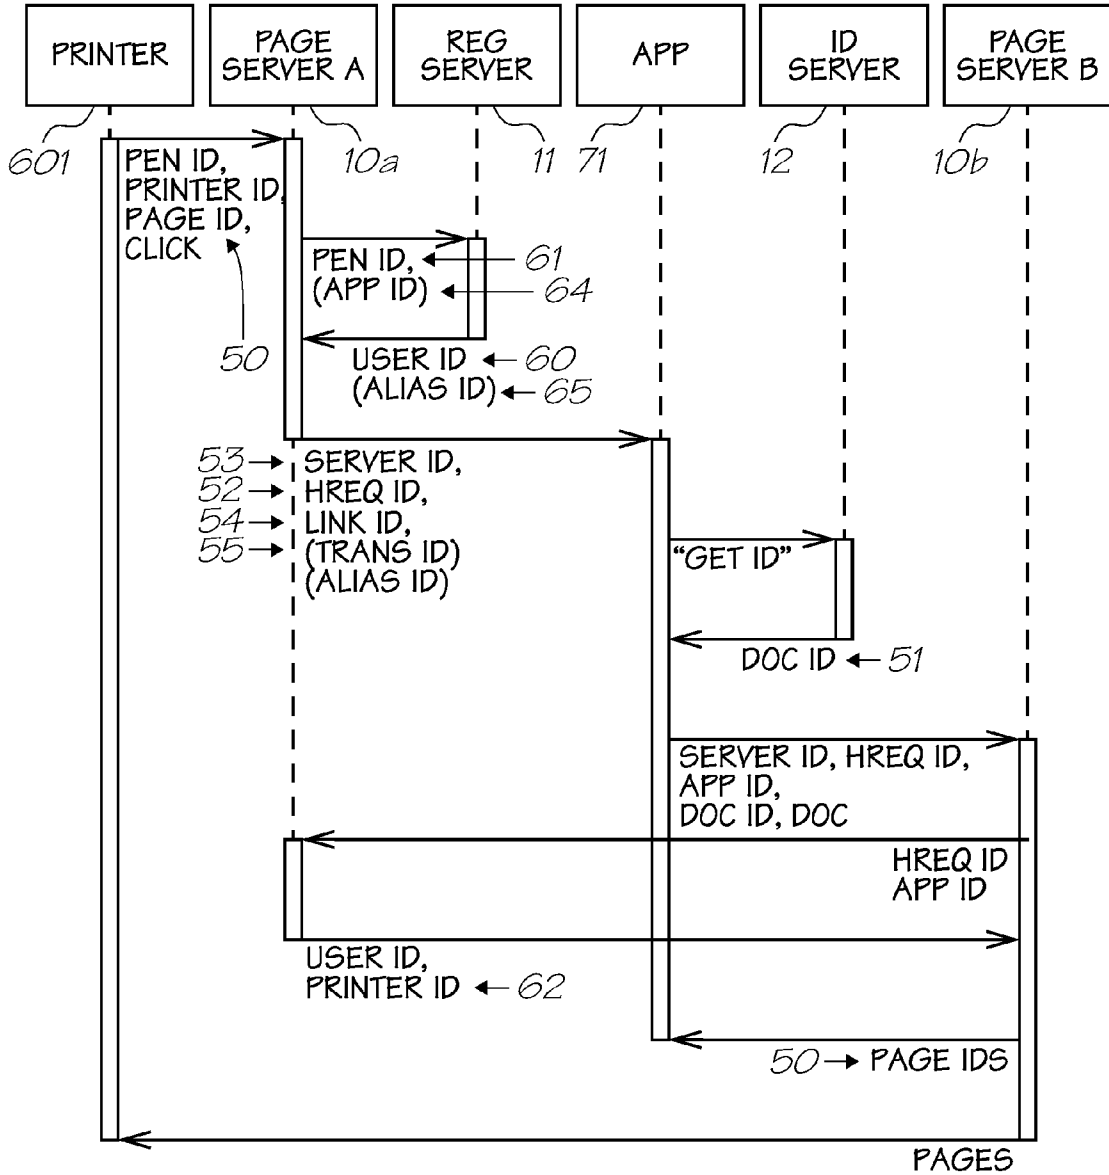 PRINTER
PAGE
SERVER A
REG
SERVER
APP
ID
SERVER
PAGE
SERVER B
601
10a
11
71
12
10b
PEN ID,
PRINTER ID,
PAGE ID,
CLICK
50
PEN ID,
61
(APP ID)
64
USER ID
60
(ALIAS ID)
65
53
SERVER ID,
52
HREQ ID,
54
LINK ID,
55
(TRANS ID)
(ALIAS ID)
“GET ID”
DOC ID
51
SERVER ID, HREQ ID,
APP ID,
DOC ID, DOC
HREQ ID
APP ID
USER ID,
PRINTER ID
62
50
PAGE IDS
PAGES